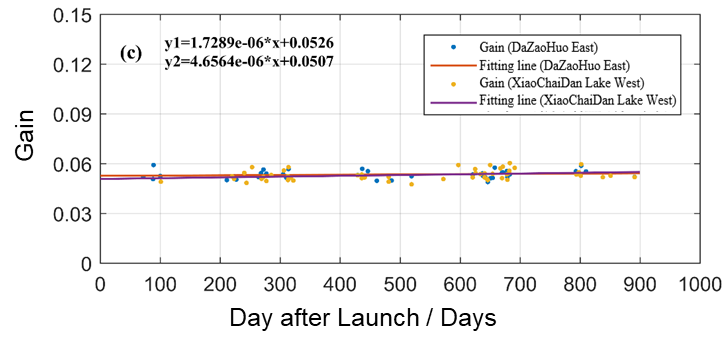 0.15
(c)
y1=1.7289e-06*x+0.0526
y2=4.6564e-06*x+0.0507
Gain (DaZaoHuo East)
Fitting line (DaZaoHuo East)
Gain (XiaoChaiDan Lake West)
Fitting line (XiaoChaiDan Lake West)
0.12
0.09
Gain
0.06
0.03
0
0 100 200 300 400 500 600 700 800 900 1000
Day after Launch / Days